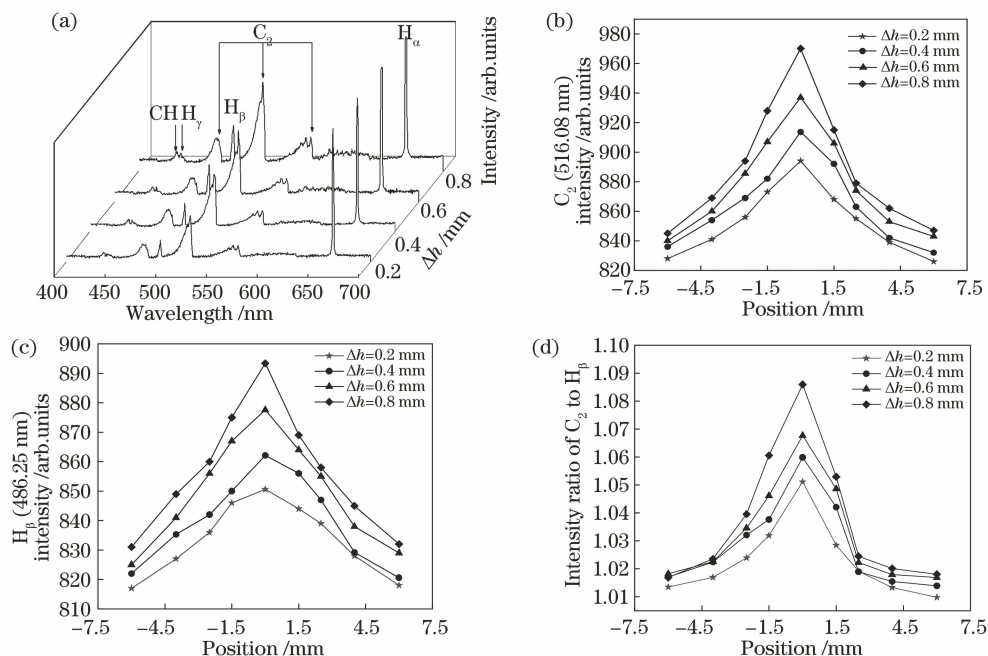 (a)
C₂
Hα
CH Hγ
Hβ
Intensity /arb.units
0.8
0.6
0.4
0.2
Δh /mm
400 450 500 550 600 650 700
Wavelength /nm
(b)
980
960
940
920
900
880
860
840
820
C₂ (516.08 nm)
intensity /arb.units
Δh=0.2 mm
Δh=0.4 mm
Δh=0.6 mm
Δh=0.8 mm
−7.5 −4.5 −1.5 1.5 4.5 7.5
Position /mm
(c)
900
890
880
870
860
850
840
830
820
810
Hβ (486.25 nm)
intensity /arb.units
Δh=0.2 mm
Δh=0.4 mm
Δh=0.6 mm
Δh=0.8 mm
−7.5 −4.5 −1.5 1.5 4.5 7.5
Position /mm
(d)
1.10
1.09
1.08
1.07
1.06
1.05
1.04
1.03
1.02
1.01
Intensity ratio of C₂ to Hβ
Δh=0.2 mm
Δh=0.4 mm
Δh=0.6 mm
Δh=0.8 mm
−7.5 −4.5 −1.5 1.5 4.5 7.5
Position /mm